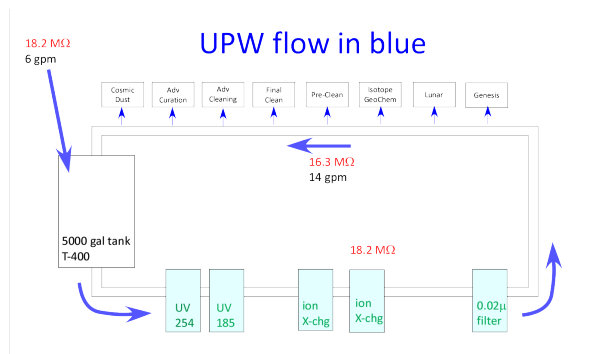 UPW flow in blue
18.2 MΩ
6 gpm
Cosmic
Dust
Adv
Curation
Adv
Cleaning
Final
Clean
Pre-Clean
Isotope
GeoChem
Lunar
Genesis
16.3 MΩ
14 gpm
5000 gal tank
T-400
18.2 MΩ
UV
254
UV
185
ion
X-chg
ion
X-chg
0.02µ
filter